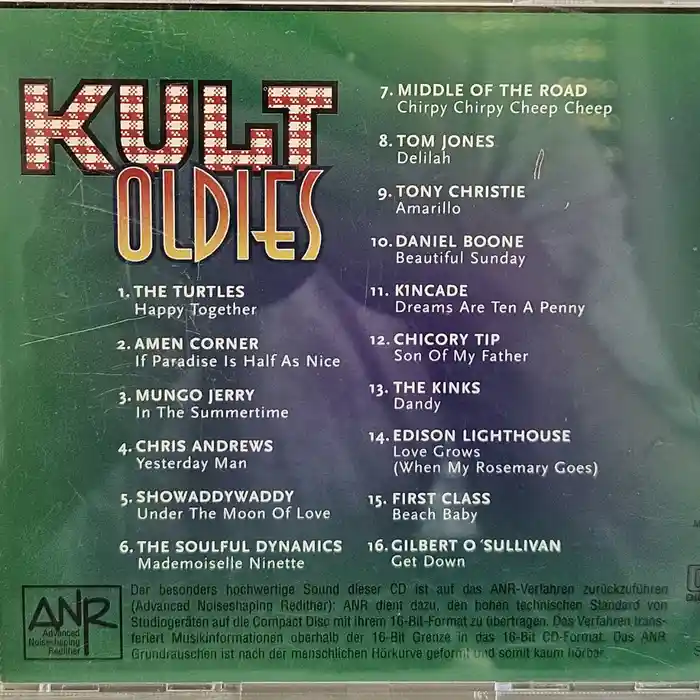 KULT
OLDIES
1. THE TURTLES
Happy Together
2. AMEN CORNER
If Paradise Is Half As Nice
3. MUNGO JERRY
In The Summertime
4. CHRIS ANDREWS
Yesterday Man
5. SHOWADDYWADDY
Under The Moon Of Love
6. THE SOULFUL DYNAMICS
Mademoiselle Ninette
7. MIDDLE OF THE ROAD
Chirpy Chirpy Cheep Cheep
8. TOM JONES
Delilah
9. TONY CHRISTIE
Amarillo
10. DANIEL BOONE
Beautiful Sunday
11. KINCADE
Dreams Are Ten A Penny
12. CHICORY TIP
Son Of My Father
13. THE KINKS
Dandy
14. EDISON LIGHTHOUSE
Love Grows
(When My Rosemary Goes)
15. FIRST CLASS
Beach Baby
16. GILBERT O´SULLIVAN
Get Down
ANR
Advanced
Noiseshaping
Redither
Der besonders hochwertige Sound dieser CD ist auf das ANR-Verfahren zurückzuführen
(Advanced Noiseshaping Redither): ANR dient dazu, den hohen technischen Standard von
Studiogeräten auf die Compact Disc mit ihrem 16-Bit-Format zu übertragen. Das Verfahren trans-
feriert Musikinformationen oberhalb der 16-Bit Grenze in das 16-Bit CD-Format. Das ANR
Grundrauschen ist nach der menschlichen Hörkurve geformt und somit kaum hörbar.